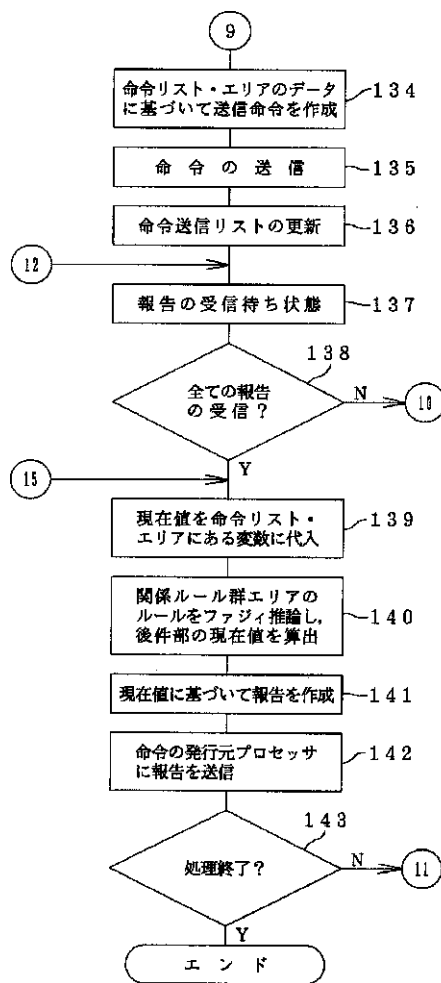 9
命令リスト・エリアのデータ
に基づいて送信命令を作成
134
命令の送信
135
命令送信リストの更新
136
12
報告の受信待ち状態
137
138
全ての報告
の受信？
N
10
Y
15
現在値を命令リスト・
エリアにある変数に代入
139
関係ルール群エリアの
ルールをファジィ推論し,
後件部の現在値を算出
140
現在値に基づいて報告を作成
141
命令の発行元プロセッサ
に報告を送信
142
143
処理終了？
N
11
Y
エンド